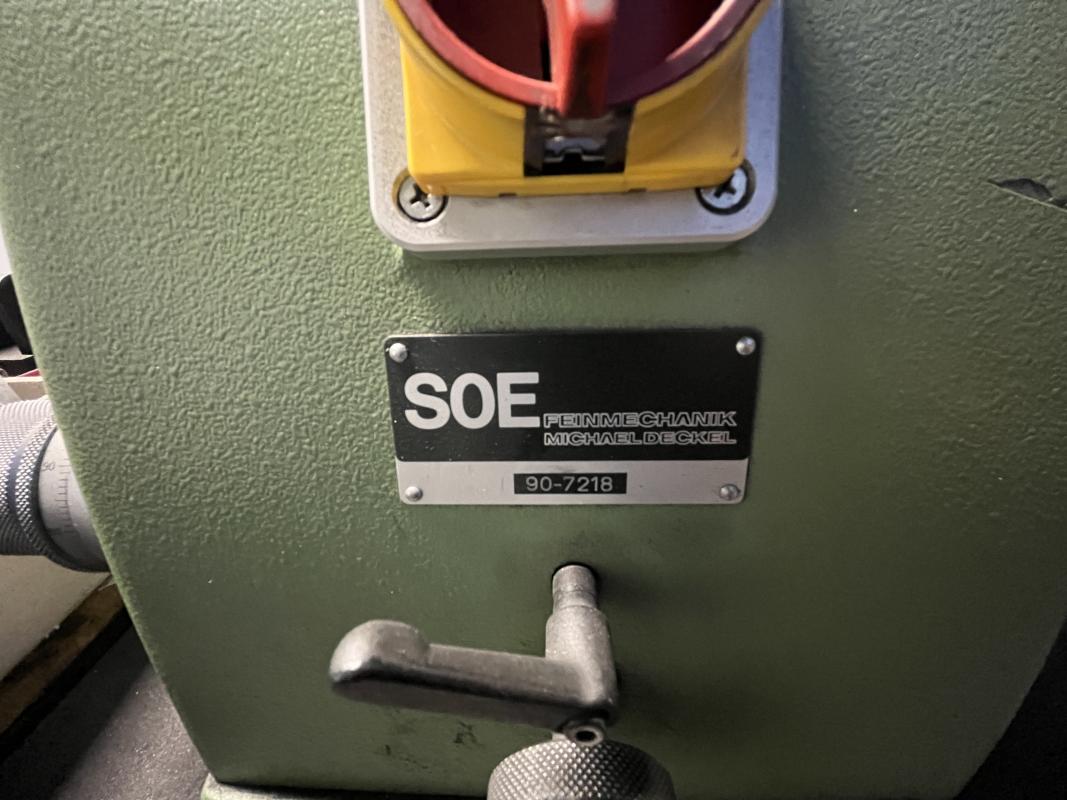 SOE
FEINMECHANIK
MICHAEL DECKEL
90-7218